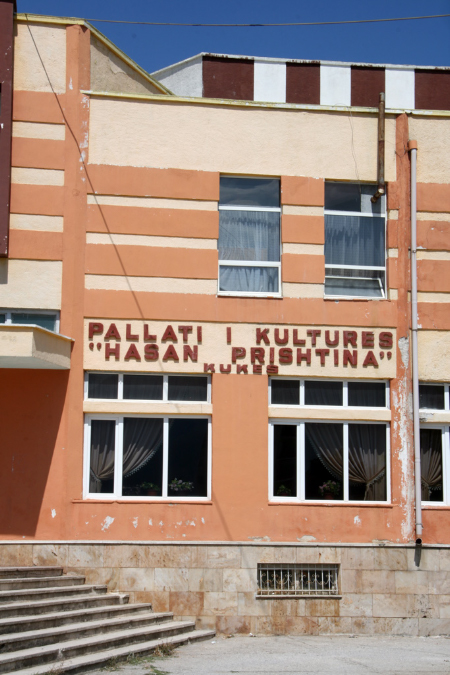 PALLATI I KULTURES
"HASAN PRISHTINA"
KUKES